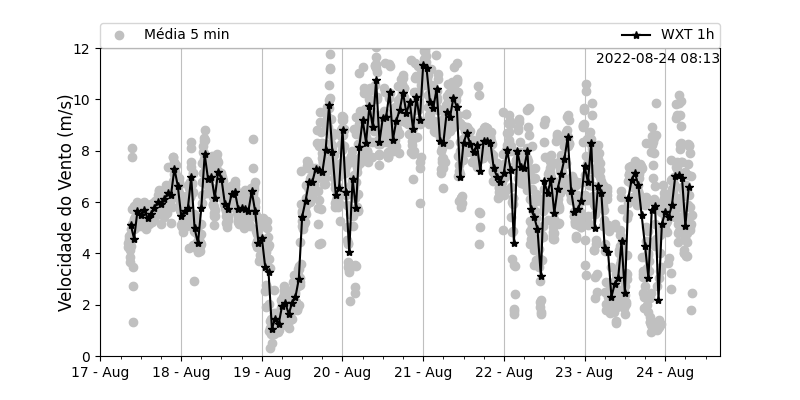 Média 5 min
WXT 1h
2022-08-24 08:13
Velocidade do Vento (m/s)
12
10
8
6
4
2
0
17 - Aug
18 - Aug
19 - Aug
20 - Aug
21 - Aug
22 - Aug
23 - Aug
24 - Aug